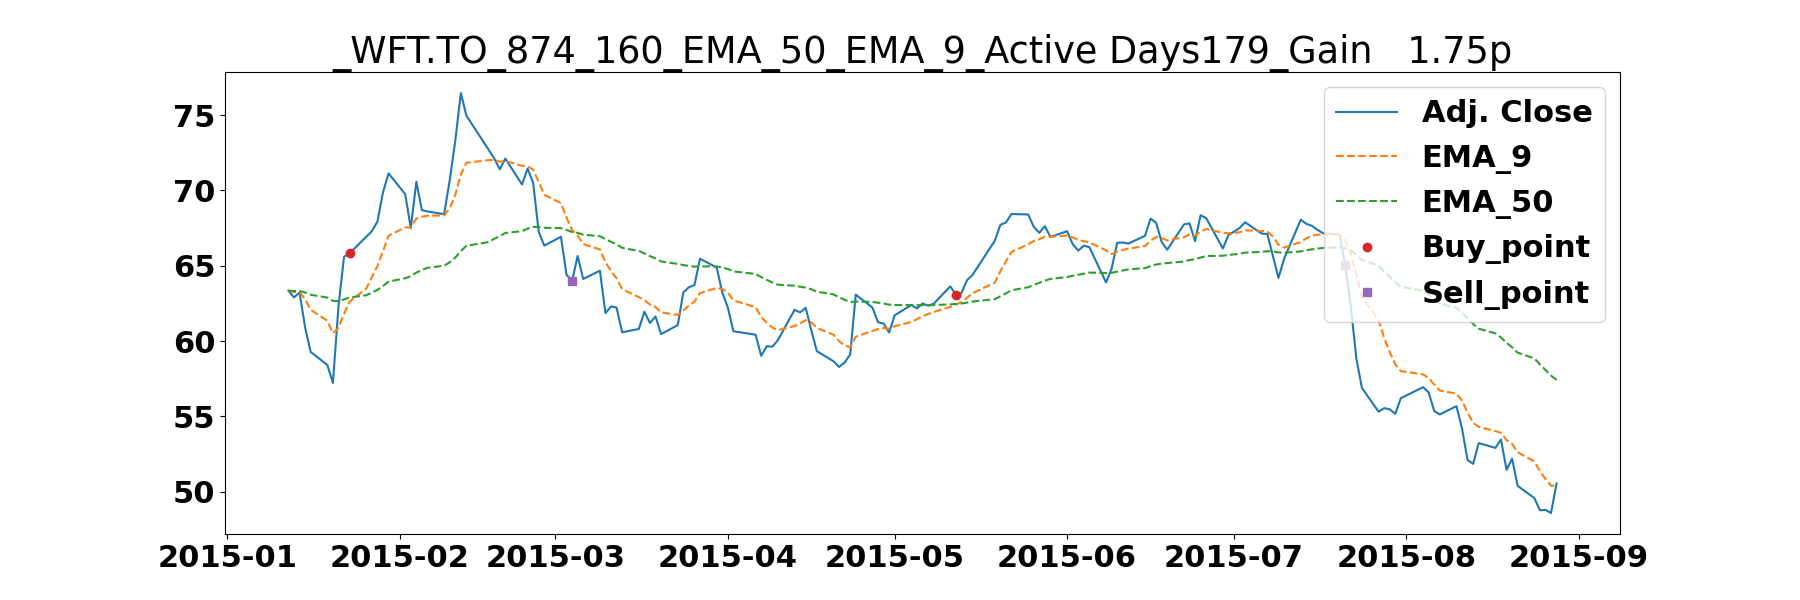 _WFT.TO_874_160_EMA_50_EMA_9_Active Days179_Gain   1.75p
75
70
65
60
55
50
Adj. Close
EMA_9
EMA_50
Buy_point
Sell_point
2015-01 2015-02 2015-03 2015-04 2015-05 2015-06 2015-07 2015-08 2015-09